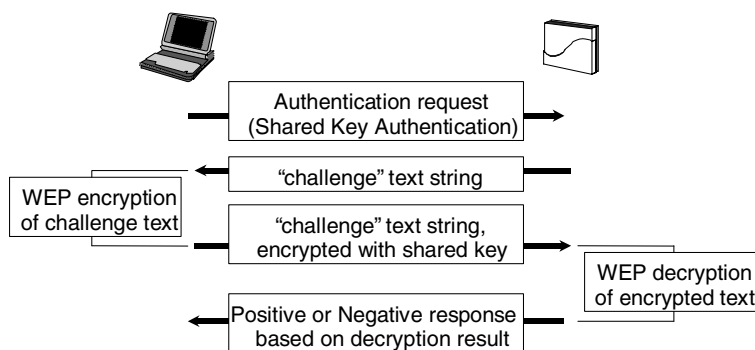 Authentication request
(Shared Key Authentication)
“challenge” text string
WEP encryption
of challenge text
“challenge” text string,
encrypted with shared key
WEP decryption
of encrypted text
Positive or Negative response
based on decryption result